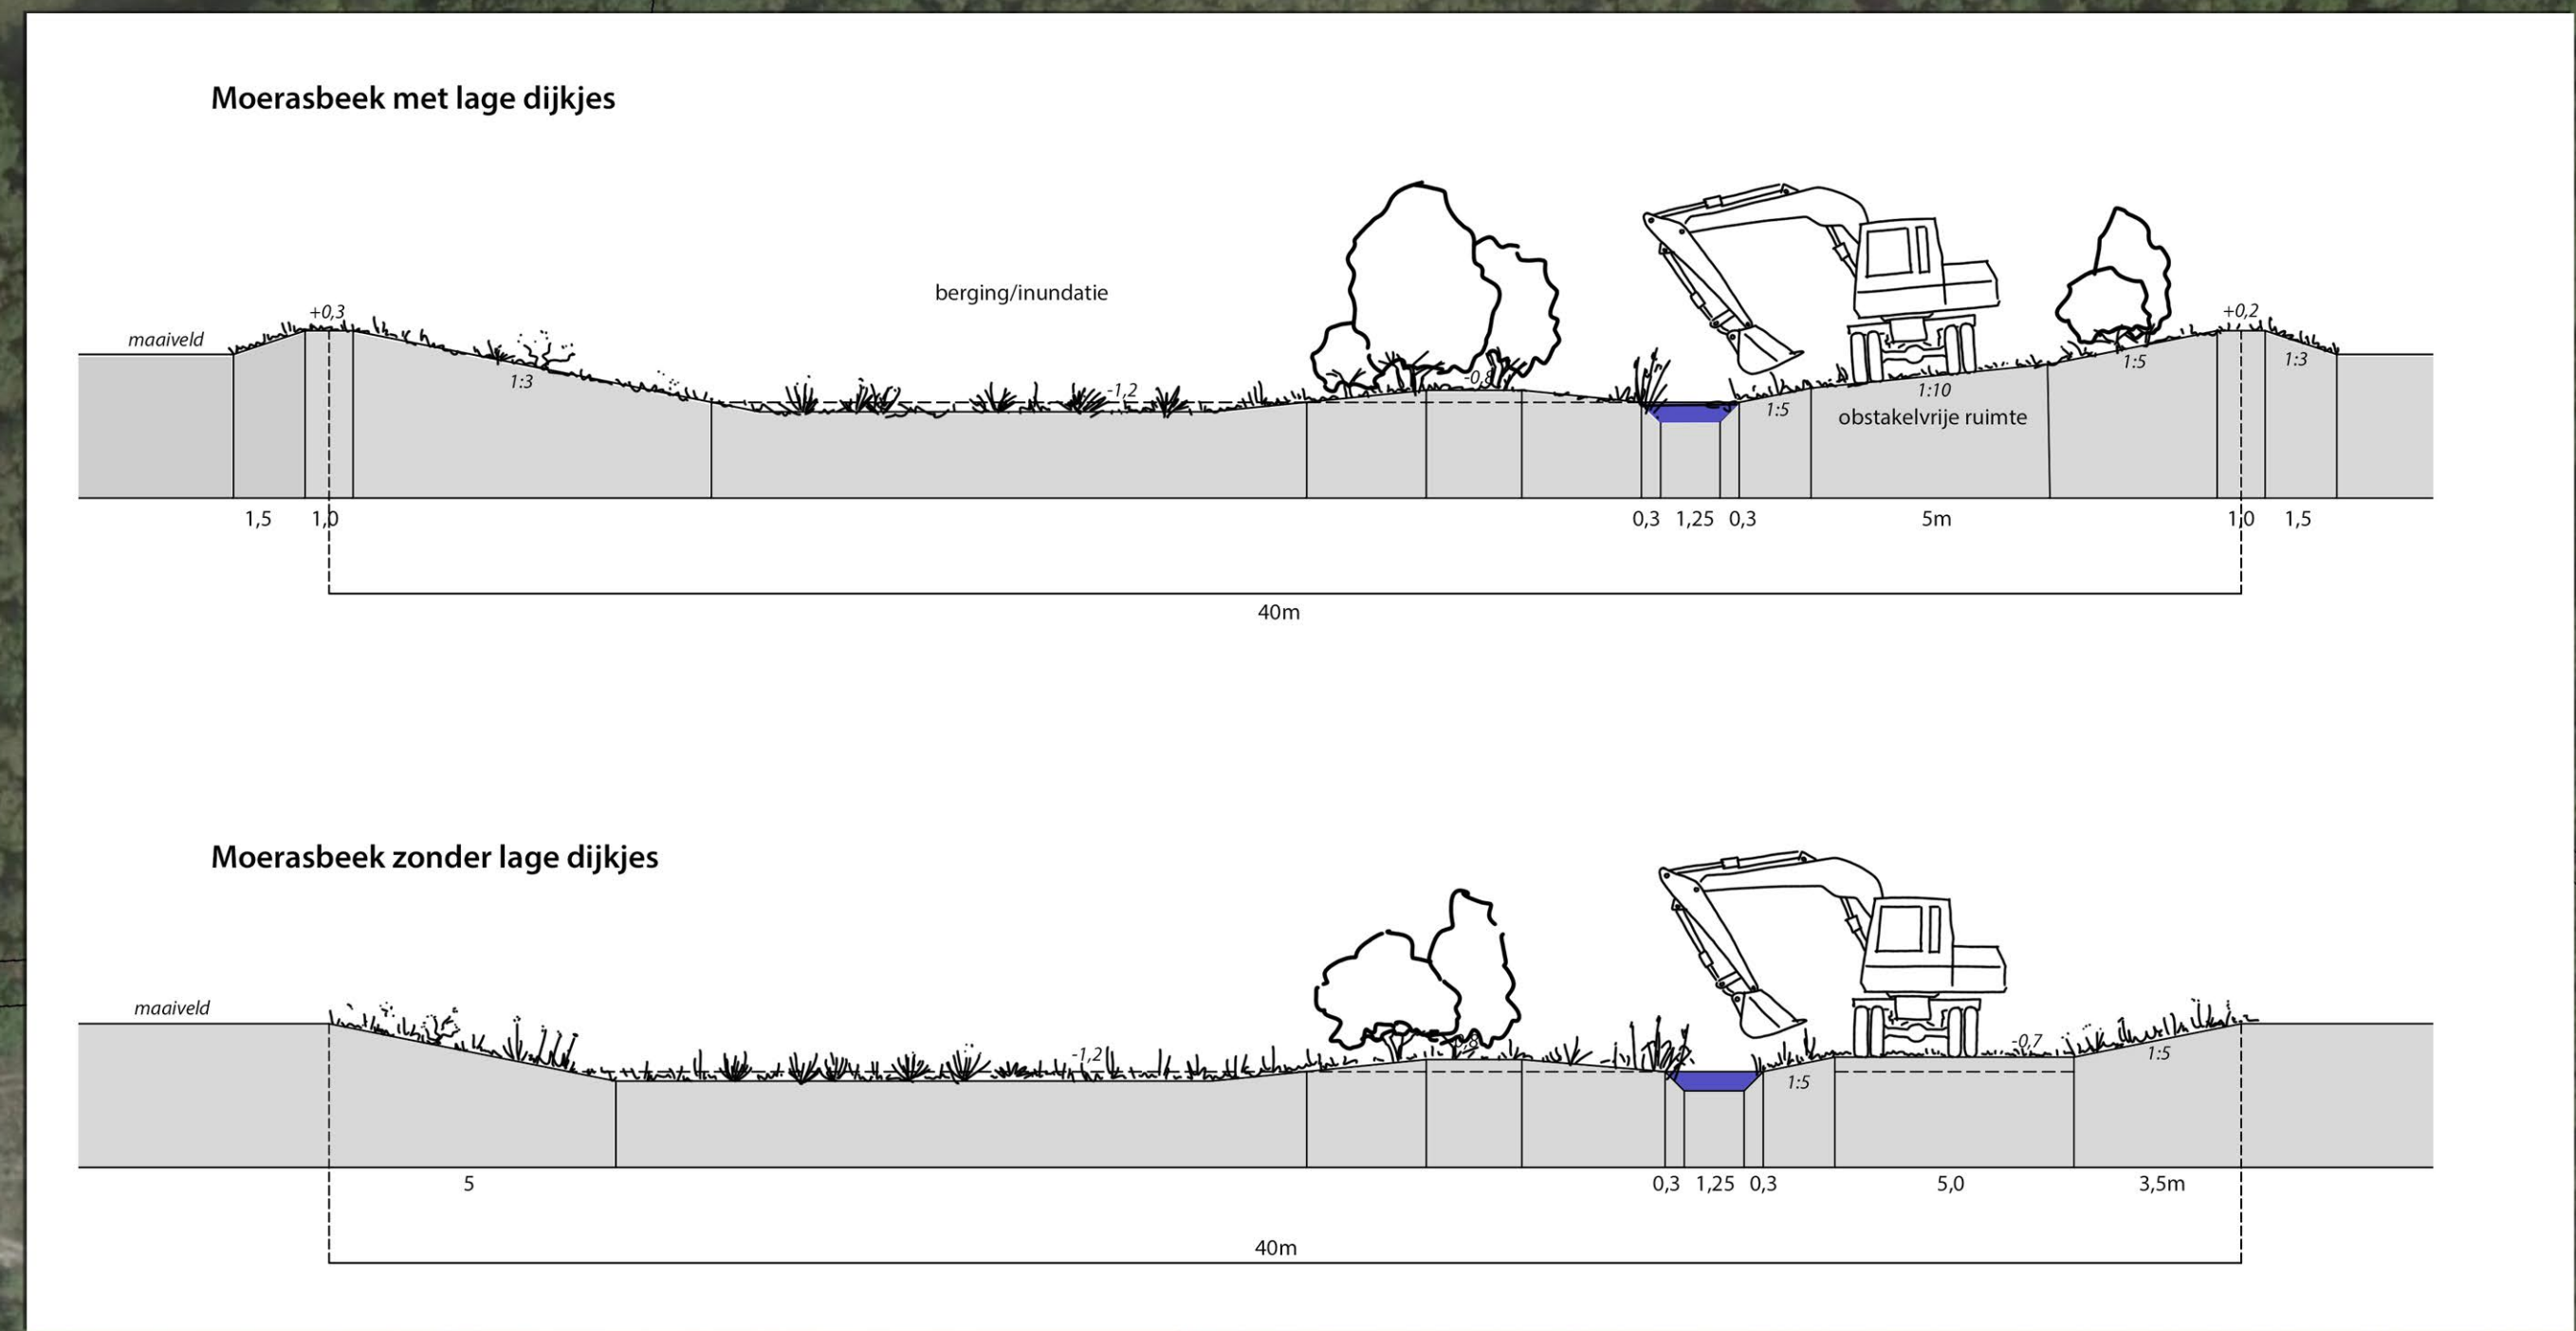 Moerasbeek met lage dijkjes
berging/inundatie
+0,3
+0,2
maaiveld
1:3
-1,2
-0,8
1:5
1:10
obstakelvrije ruimte
1:5
1:3
1,5
1,0
0,3
1,25
0,3
5m
1,0
1,5
40m
Moerasbeek zonder lage dijkjes
maaiveld
-1,2
-0,7
1:5
1:5
5
0,3
1,25
0,3
5,0
3,5m
40m